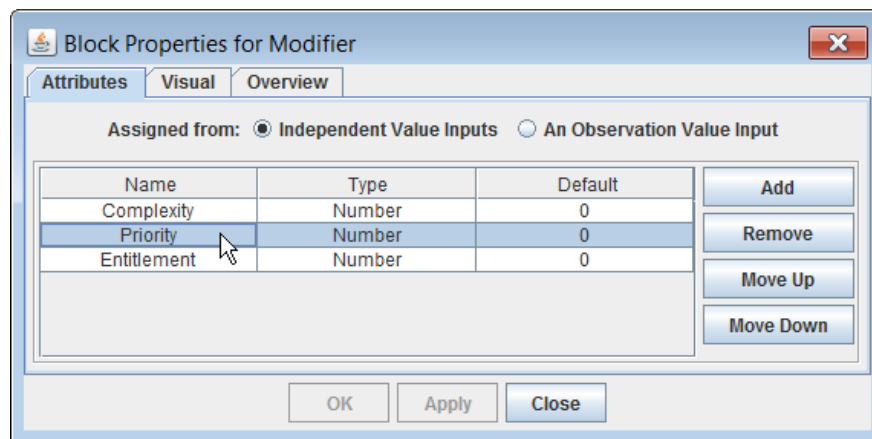 Block Properties for Modifier
Attributes Visual Overview
Assigned from: Independent Value Inputs An Observation Value Input
Name Type Default Add
Complexity Number 0
Priority Number 0 Remove
Entitlement Number 0
Move Up
Move Down
OK Apply Close